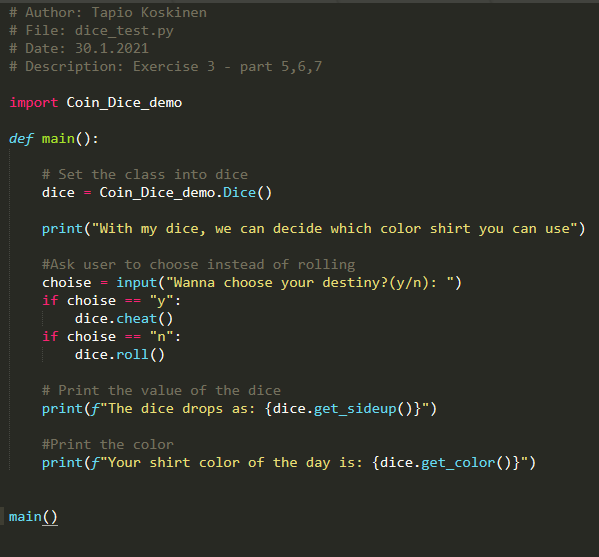 # Author: Tapio Koskinen
# File: dice_test.py
# Date: 30.1.2021
# Description: Exercise 3 - part 5,6,7
import Coin_Dice_demo
def main():
# Set the class into dice
dice = Coin_Dice_demo.Dice()
print("With my dice, we can decide which color shirt you can use")
#Ask user to choose instead of rolling
choise = input("Wanna choose your destiny?(y/n): ")
if choise == "y":
dice.cheat()
if choise == "n":
dice.roll()
# Print the value of the dice
print(f"The dice drops as: {dice.get_sideup()}")
#Print the color
print(f"Your shirt color of the day is: {dice.get_color()}")
main()